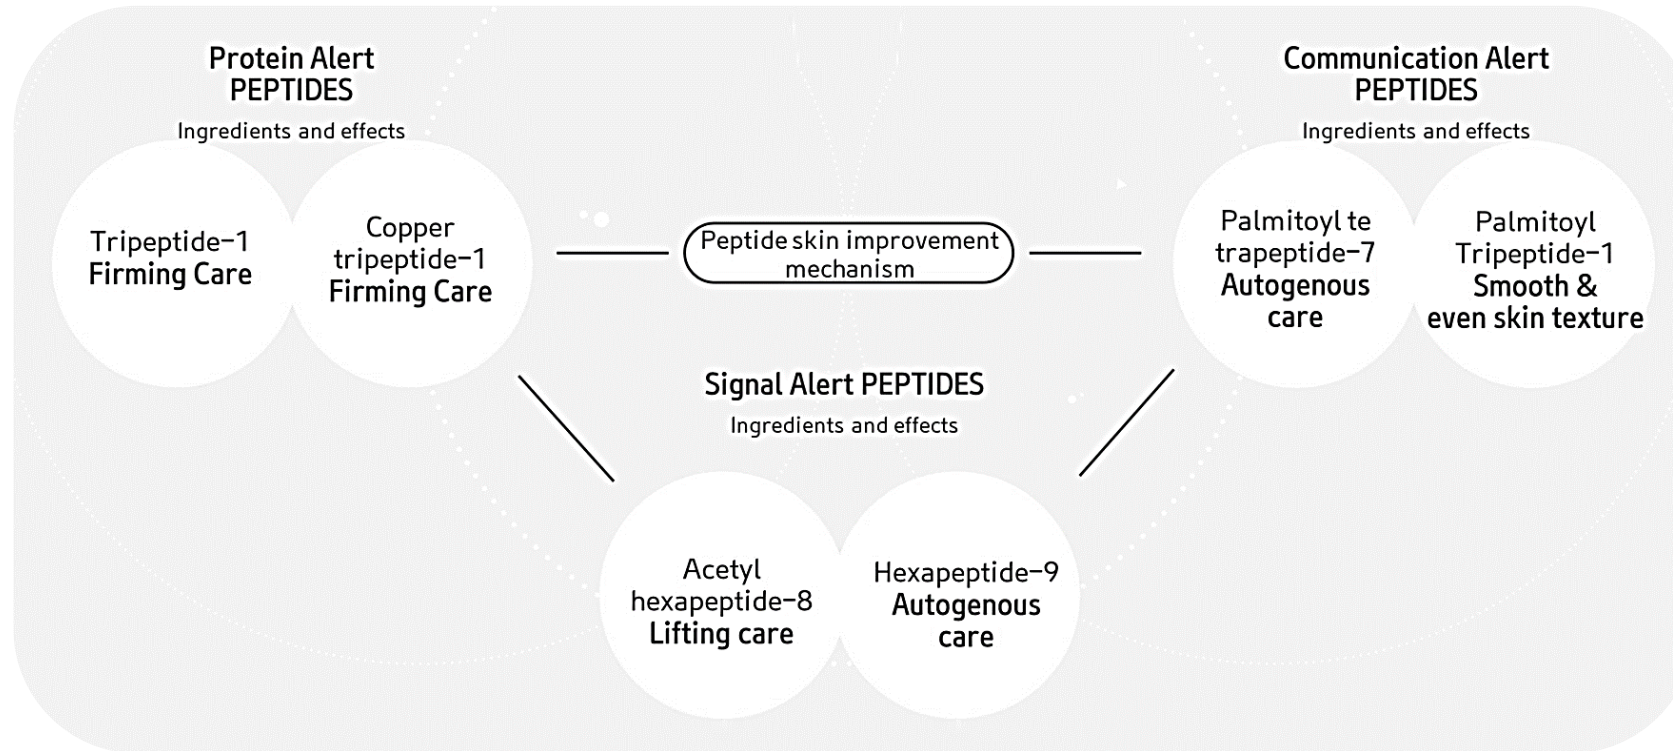 Protein Alert
PEPTIDES
Ingredients and effects
Tripeptide-1
Firming Care
Copper
tripeptide-1
Firming Care
Peptide skin improvement
mechanism
Communication Alert
PEPTIDES
Ingredients and effects
Palmitoyl te
trapeptide-7
Autogenous
care
Palmitoyl
Tripeptide-1
Smooth &
even skin texture
Signal Alert PEPTIDES
Ingredients and effects
Acetyl
hexapeptide-8
Lifting care
Hexapeptide-9
Autogenous
care